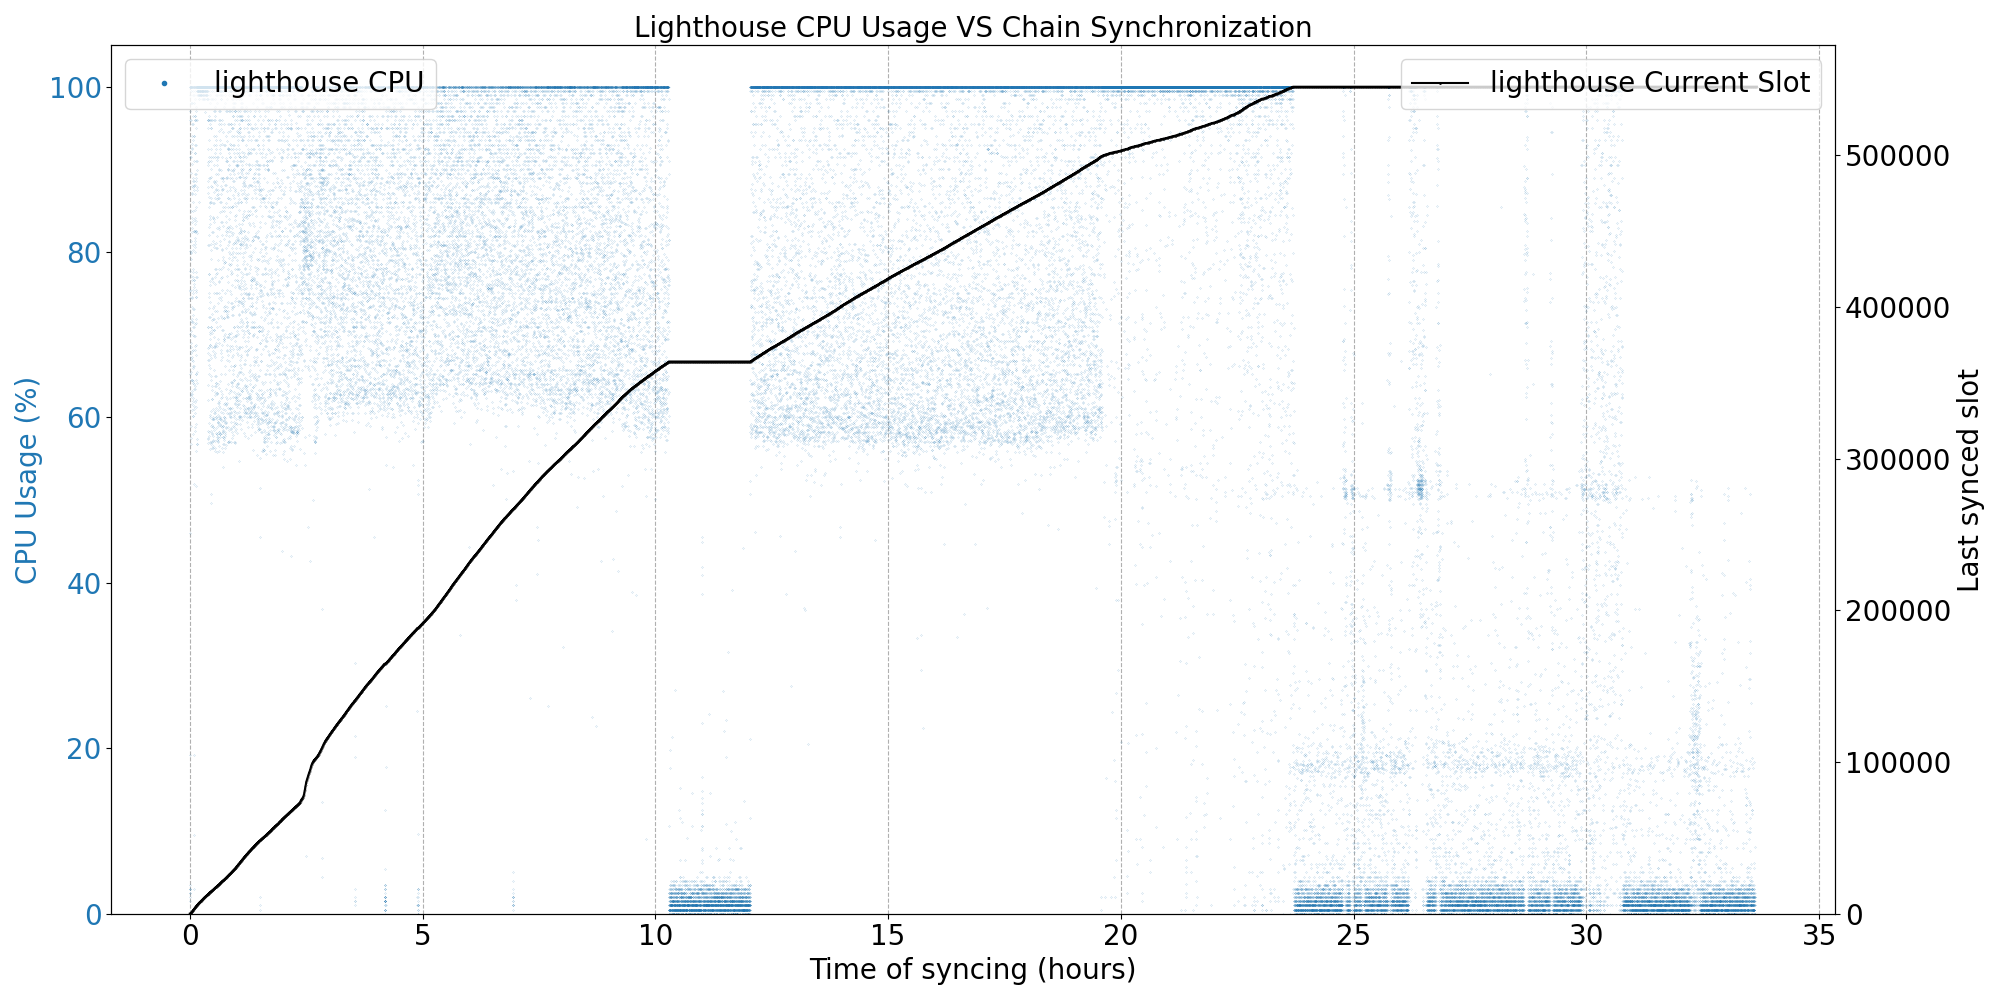 Lighthouse CPU Usage VS Chain Synchronization
lighthouse CPU
lighthouse Current Slot
CPU Usage (%)
100
80
60
40
20
0
Last synced slot
500000
400000
300000
200000
100000
0
0 5 10 15 20 25 30 35
Time of syncing (hours)